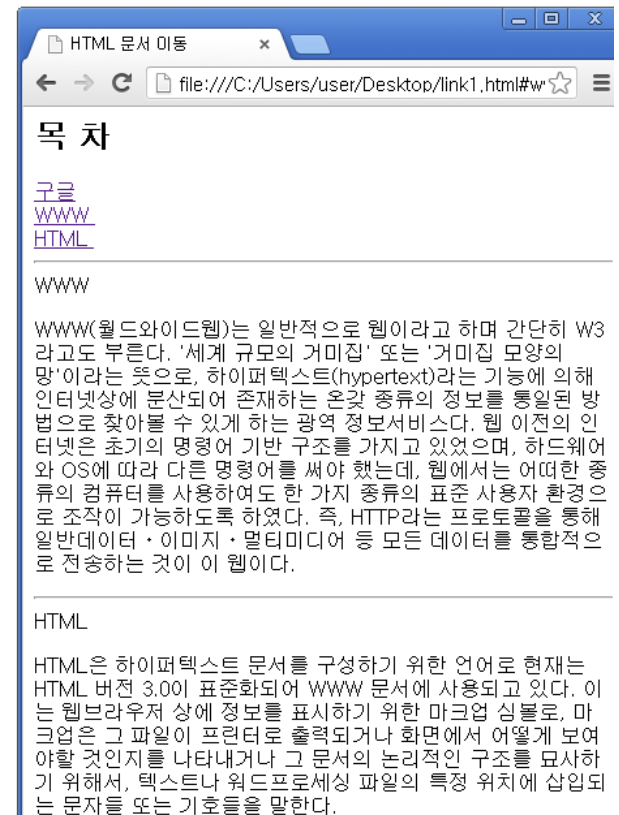 HTML 문서 이동
file:///C:/Users/user/Desktop/link1.html#w
목 차
구글
WWW
HTML
WWW
WWW(월드와이드웹)는 일반적으로 웹이라고 하며 간단히 W3
라고도 부른다. '세계 규모의 거미집' 또는 '거미집 모양의
망'이라는 뜻으로, 하이퍼텍스트(hypertext)라는 기능에 의해
인터넷상에 분산되어 존재하는 온갖 종류의 정보를 통일된 방
법으로 찾아볼 수 있게 하는 광역 정보서비스다. 웹 이전의 인
터넷은 초기의 명령어 기반 구조를 가지고 있었으며, 하드웨어
와 OS에 따라 다른 명령어를 써야 했는데, 웹에서는 어떠한 종
류의 컴퓨터를 사용하여도 한 가지 종류의 표준 사용자 환경으
로 조작이 가능하도록 하였다. 즉, HTTP라는 프로토콜을 통해
일반데이터・이미지・멀티미디어 등 모든 데이터를 통합적으
로 전송하는 것이 이 웹이다.
HTML
HTML은 하이퍼텍스트 문서를 구성하기 위한 언어로 현재는
HTML 버전 3.0이 표준화되어 WWW 문서에 사용되고 있다. 이
는 웹브라우저 상에 정보를 표시하기 위한 마크업 심볼로, 마
크업은 그 파일이 프린터로 출력되거나 화면에서 어떻게 보여
야할 것인지를 나타내거나 그 문서의 논리적인 구조를 묘사하
기 위해서, 텍스트나 워드프로세싱 파일의 특정 위치에 삽입되
는 문자들 또는 기호들을 말한다.